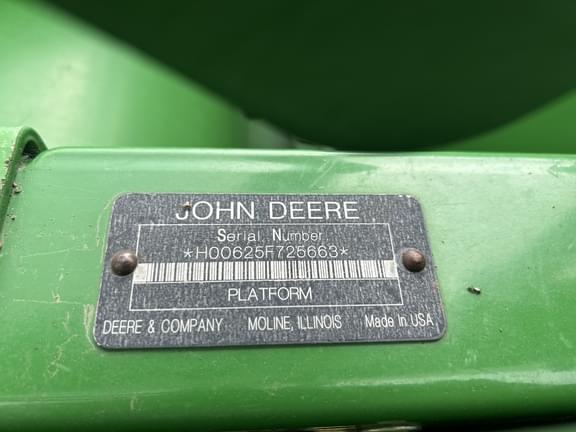 JOHN DEERE
Serial Number
*H00625F725663*
PLATFORM
DEERE & COMPANY MOLINE, ILLINOIS Made In USA